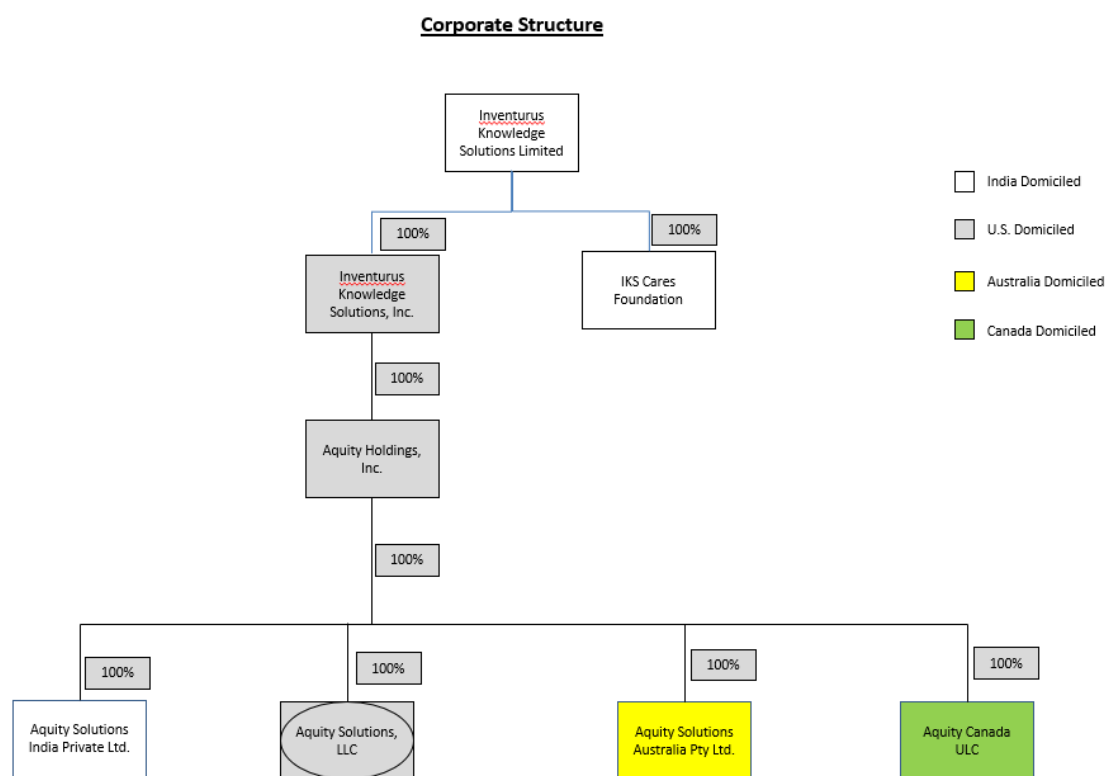 Corporate Structure
Inventurus
Knowledge
Solutions Limited
India Domiciled
U.S. Domiciled
Australia Domiciled
Canada Domiciled
100%
100%
Inventurus
Knowledge
Solutions, Inc.
IKS Cares
Foundation
100%
Aquity Holdings,
Inc.
100%
100%
100%
100%
100%
Aquity Solutions
India Private Ltd.
Aquity Solutions,
LLC
Aquity Solutions
Australia Pty Ltd.
Aquity Canada
ULC